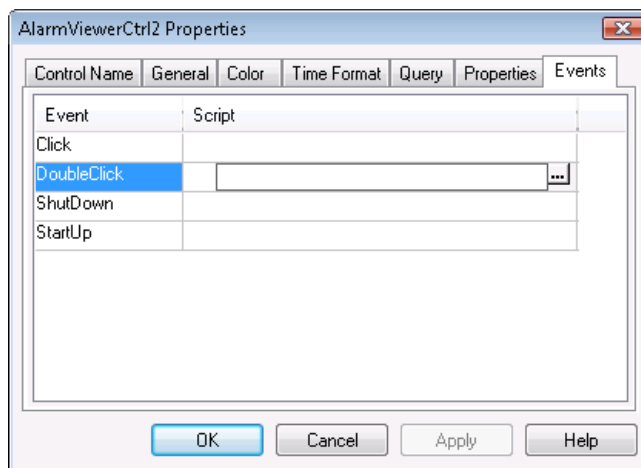 AlarmViewerCtrl2 Properties
Control Name General Color Time Format Query Properties Events
Event Script
Click
DoubleClick ...
ShutDown
StartUp
OK Cancel Apply Help